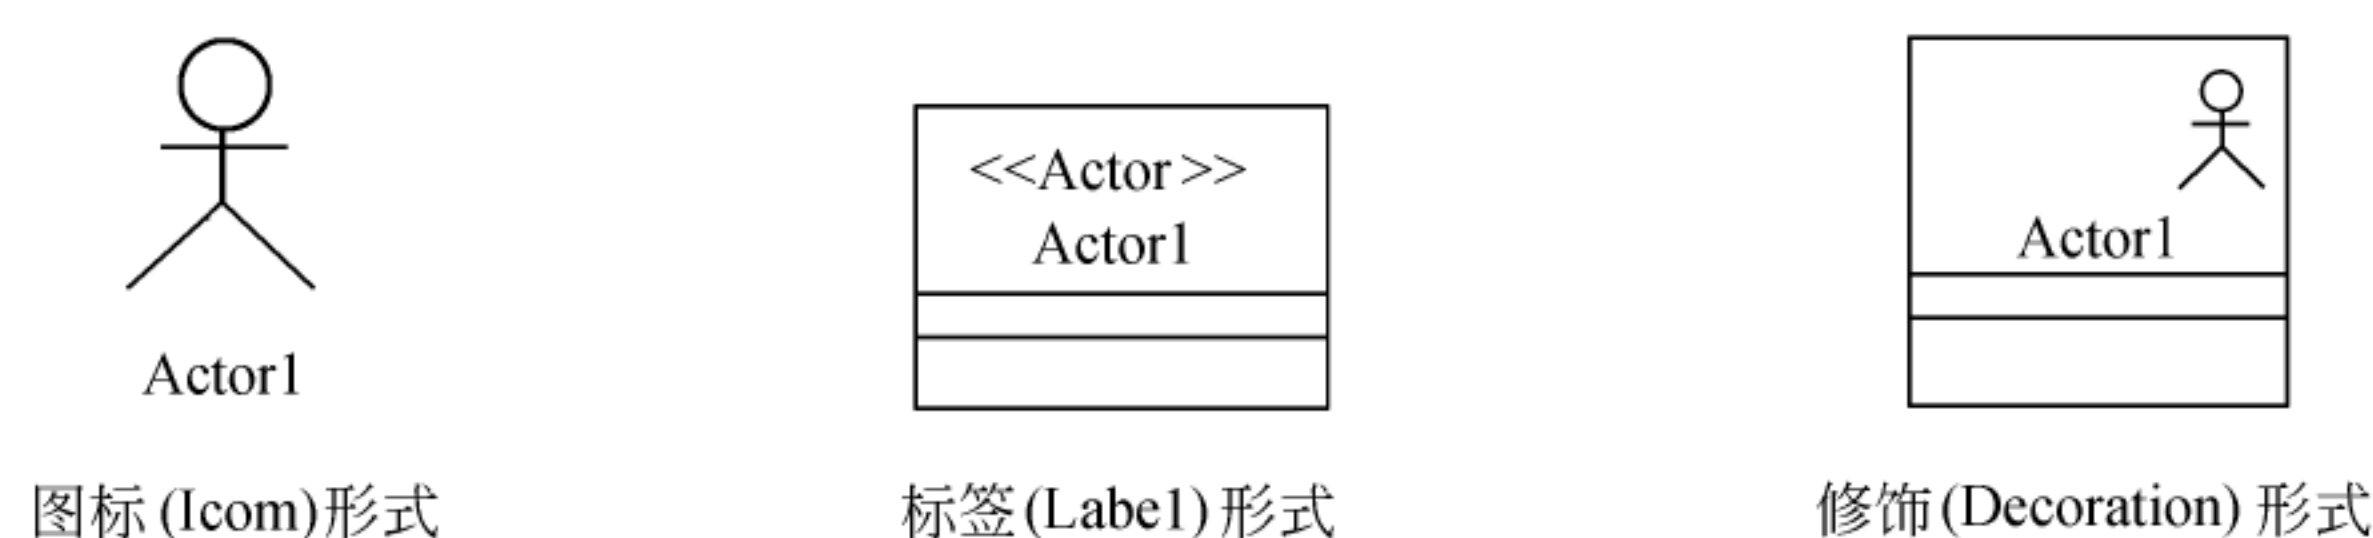 Actor1
图标(Icom)形式
<<Actor>>
Actor1
标签(Labe1)形式
Actor1
修饰(Decoration)形式